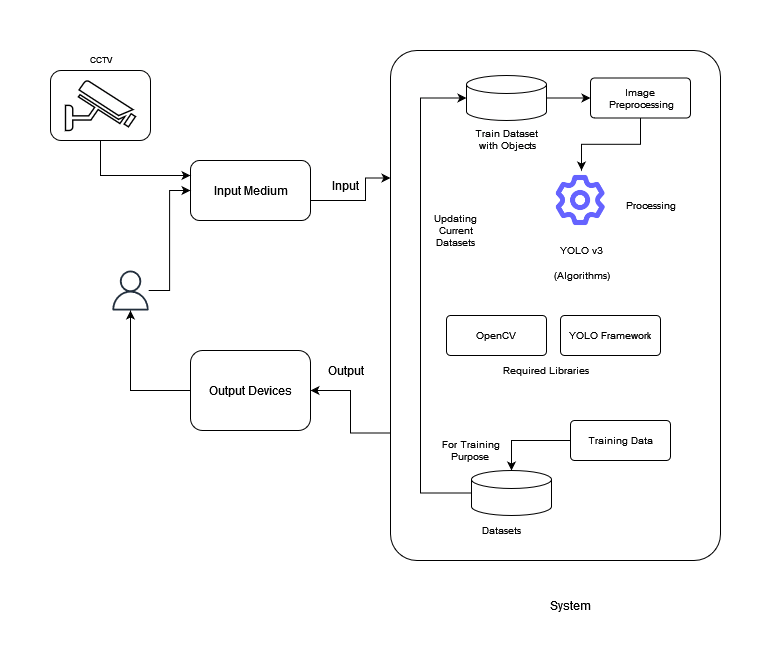 CCTV
Input Medium
Input
Output Devices
Output
Train Dataset
with Objects
Image
Preprocessing
Processing
YOLO v3
(Algorithms)
Updating
Current
Datasets
OpenCV
YOLO Framework
Required Libraries
Training Data
For Training
Purpose
Datasets
System